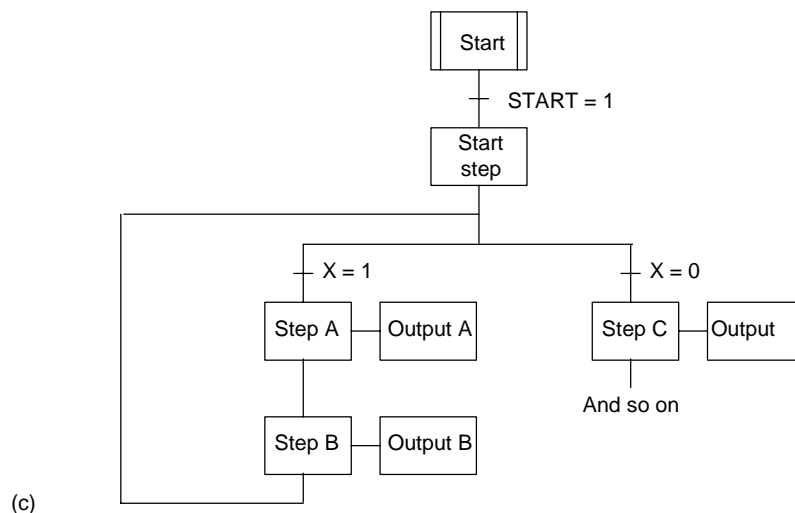 Start
START = 1
Start
step
X = 1
X = 0
Step A
Output A
Step C
Output
And so on
Step B
Output B
(c)